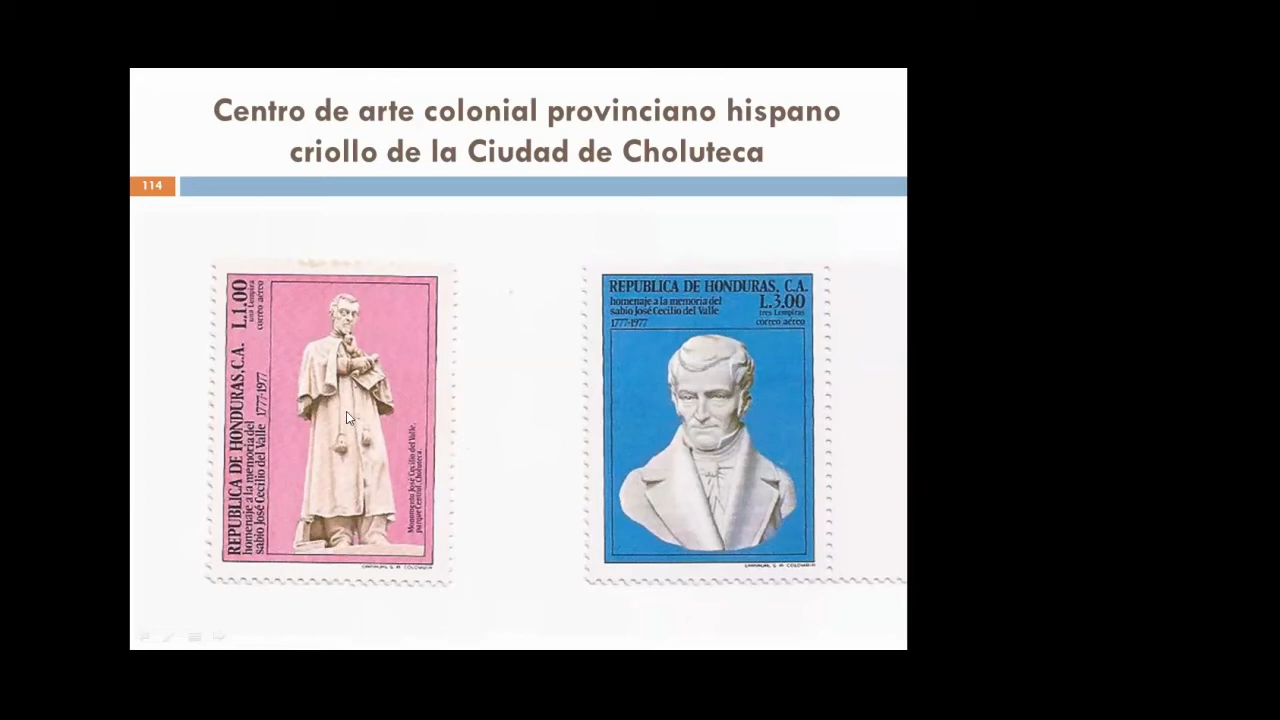 Centro de arte colonial provinciano hispano
criollo de la Ciudad de Choluteca
114
REPUBLICA DE HONDURAS, C.A.
L.1.00
homenaje a la memoria del
una Lempira
sabio José Cecilio del Valle 1777-1977
correo aéreo
Monumento José Cecilio del Valle,
parque Central, Choluteca.
REPUBLICA DE HONDURAS, C.A.
homenaje a la memoria del
L.3.00
sabio José Cecilio del Valle
tres Lempiras
1777-1977
correo aéreo